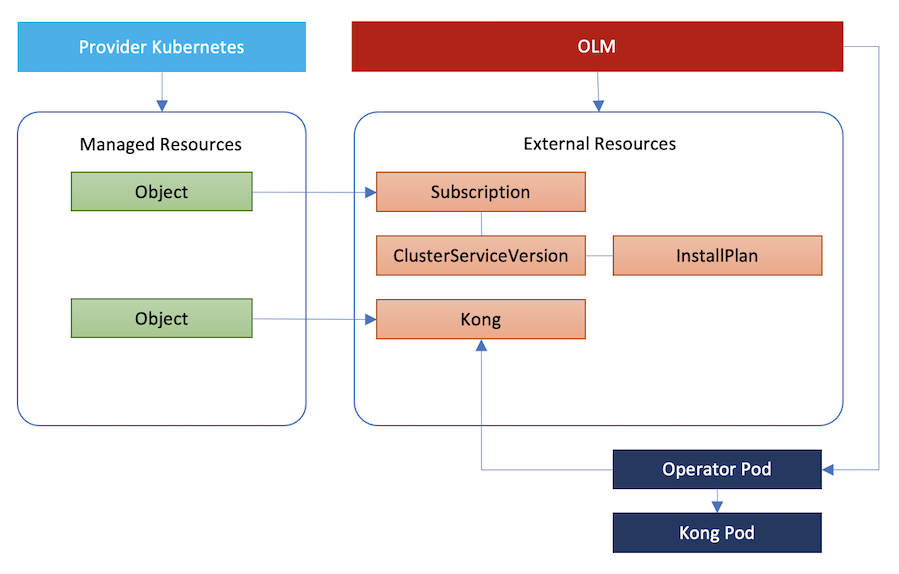 Provider Kubernetes
OLM
Managed Resources
External Resources
Object
Subscription
ClusterServiceVersion
InstallPlan
Object
Kong
Operator Pod
Kong Pod